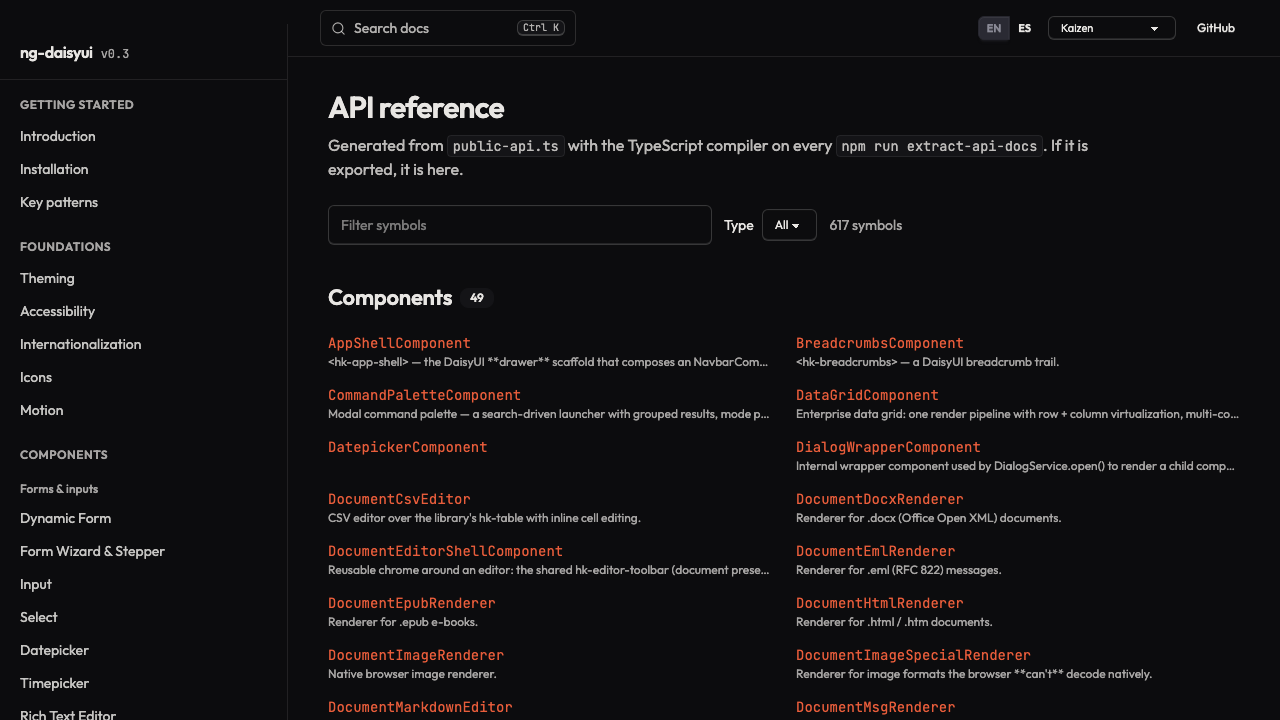 ng-daisyui v0.3
Search docs
Ctrl K
EN
ES
Kaizen
GitHub
GETTING STARTED
Introduction
Installation
Key patterns
FOUNDATIONS
Theming
Accessibility
Internationalization
Icons
Motion
COMPONENTS
Forms & inputs
Dynamic Form
Form Wizard & Stepper
Input
Select
Datepicker
Timepicker
Rich Text Editor
API reference
Generated from public-api.ts with the TypeScript compiler on every npm run extract-api-docs. If it is
exported, it is here.
Filter symbols
Type
All
617 symbols
Components 49
AppShellComponent
<hk-app-shell> — the DaisyUI **drawer** scaffold that composes an NavbarCom...
BreadcrumbsComponent
<hk-breadcrumbs> — a DaisyUI breadcrumb trail.
CommandPaletteComponent
Modal command palette — a search-driven launcher with grouped results, mode p...
DataGridComponent
Enterprise data grid: one render pipeline with row + column virtualization, multi-co...
DatepickerComponent
DialogWrapperComponent
Internal wrapper component used by DialogService.open() to render a child comp...
DocumentCsvEditor
CSV editor over the library's hk-table with inline cell editing.
DocumentDocxRenderer
Renderer for .docx (Office Open XML) documents.
DocumentEditorShellComponent
Reusable chrome around an editor: the shared hk-editor-toolbar (document prese...
DocumentEmlRenderer
Renderer for .eml (RFC 822) messages.
DocumentEpubRenderer
Renderer for .epub e-books.
DocumentHtmlRenderer
Renderer for .html / .htm documents.
DocumentImageRenderer
Native browser image renderer.
DocumentImageSpecialRenderer
Renderer for image formats the browser **can't** decode natively.
DocumentMarkdownEditor
DocumentMsgRenderer